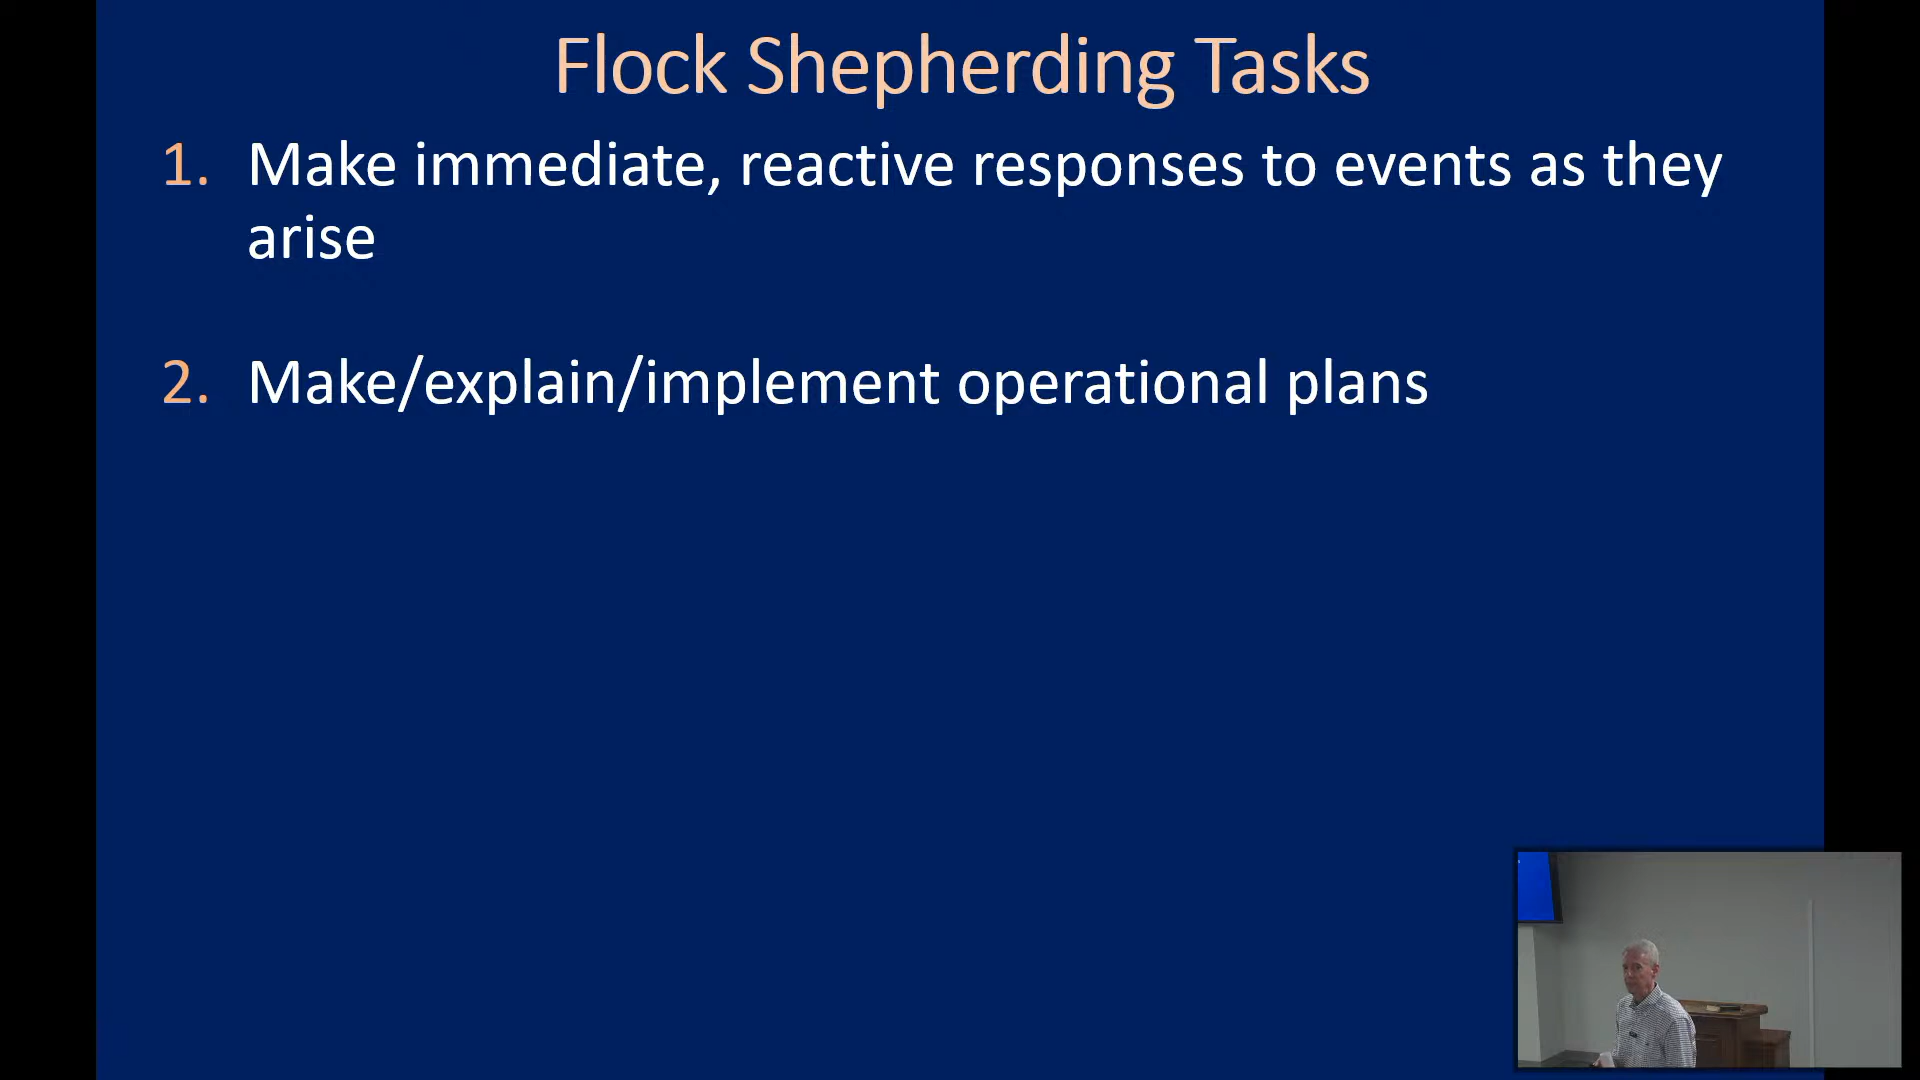 Flock Shepherding Tasks
1. Make immediate, reactive responses to events as they
arise
2. Make/explain/implement operational plans